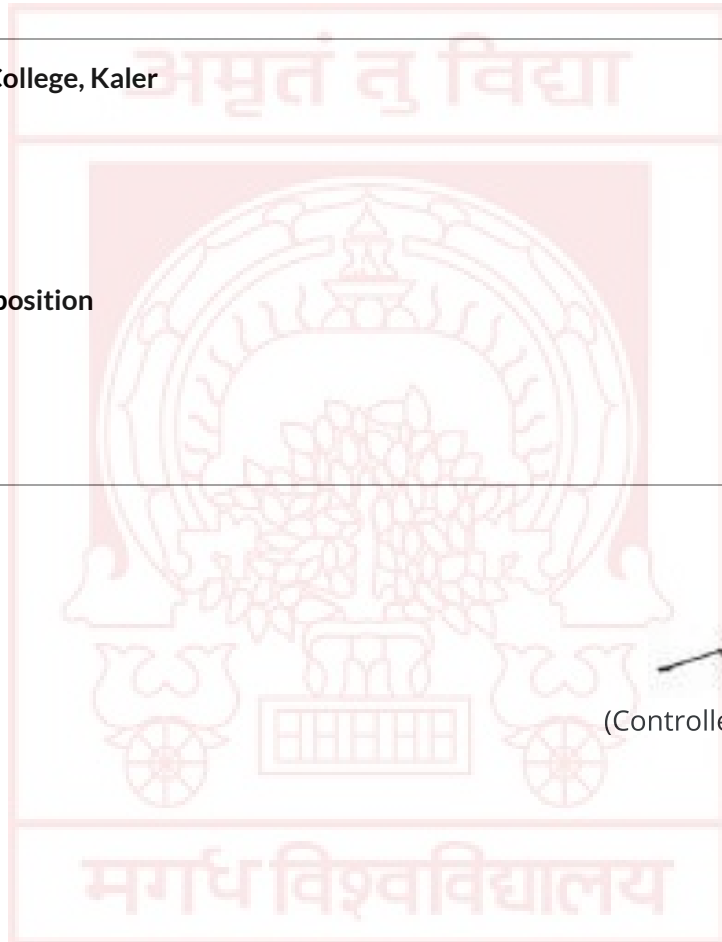 अमृतं तु विद्या
College, Kaler
position
(Controlle
मगध विश्वविद्यालय